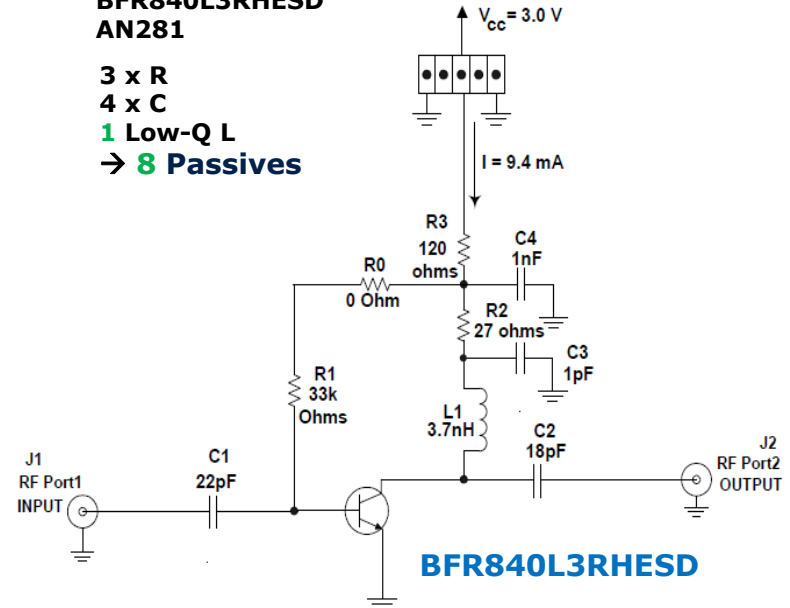 BFR840L3RHESD
AN281
3 x R
4 x C
1 Low-Q L
→ 8 Passives
Vcc = 3.0 V
I = 9.4 mA
R3
120
ohms
C4
1nF
R0
0 Ohm
R2
27 ohms
C3
1pF
R1
33k
Ohms
L1
3.7nH
C2
18pF
J2
RF Port2
OUTPUT
J1
RF Port1
INPUT
C1
22pF
BFR840L3RHESD